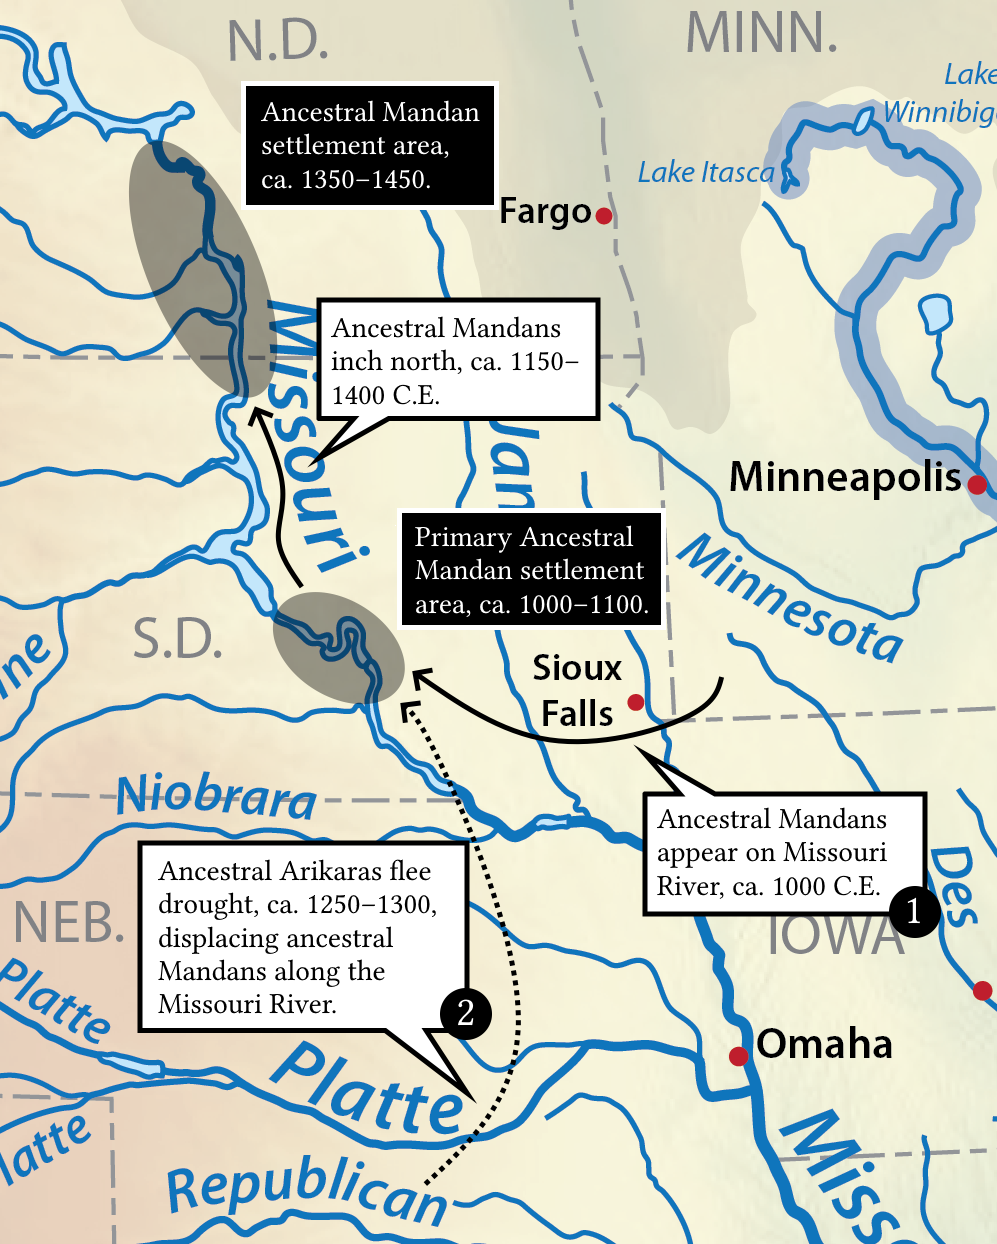 N.D.
MINN.
Lake
Winnibig
Ancestral Mandan
settlement area,
ca. 1350–1450.
Lake Itasca
Fargo
Missouri
Ancestral Mandans
inch north, ca. 1150–
1400 C.E.
Jan
Minneapolis
Primary Ancestral
Mandan settlement
area, ca. 1000–1100.
Minnesota
S.D.
ine
Sioux
Falls
Niobrara
Ancestral Mandans
appear on Missouri
River, ca. 1000 C.E.
1
Des
IOWA
Ancestral Arikaras flee
drought, ca. 1250–1300,
displacing ancestral
Mandans along the
Missouri River.
2
NEB.
Platte
Omaha
Platte
latte
Republican
Misso